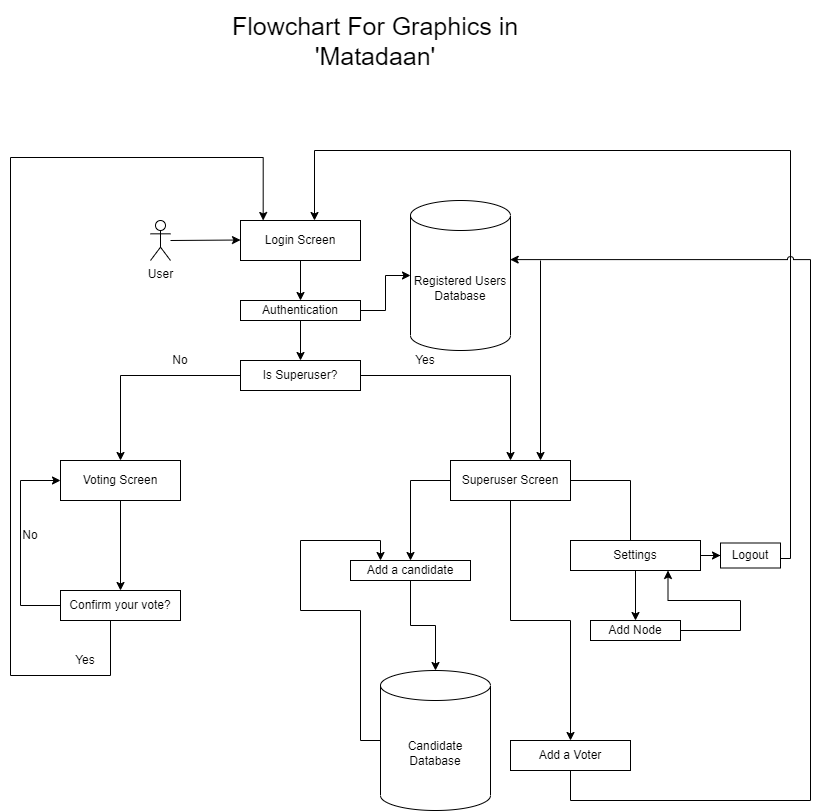 Flowchart For Graphics in
'Matadaan'
Login Screen
User
Registered Users
Database
Authentication
No
Yes
Is Superuser?
Voting Screen
Superuser Screen
No
Settings
Logout
Add a candidate
Confirm your vote?
Add Node
Yes
Candidate
Database
Add a Voter